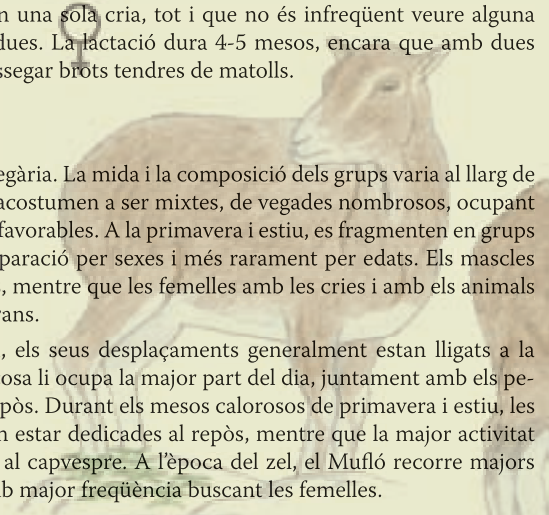 n una sola cria, tot i que no és infreqüent veure alguna
dues. La lactació dura 4-5 mesos, encara que amb dues
ssegar brots tendres de matolls.
egària. La mida i la composició dels grups varia al llarg de
acostumen a ser mixtes, de vegades nombrosos, ocupant
favorables. A la primavera i estiu, es fragmenten en grups
paració per sexes i més rarament per edats. Els mascles
, mentre que les femelles amb les cries i amb els animals
rans.
, els seus desplaçaments generalment estan lligats a la
osa li ocupa la major part del dia, juntament amb els pe-
pòs. Durant els mesos calorosos de primavera i estiu, les
n estar dedicades al repòs, mentre que la major activitat
al capvespre. A l'època del zel, el Mufló recorre majors
b major freqüència buscant les femelles.